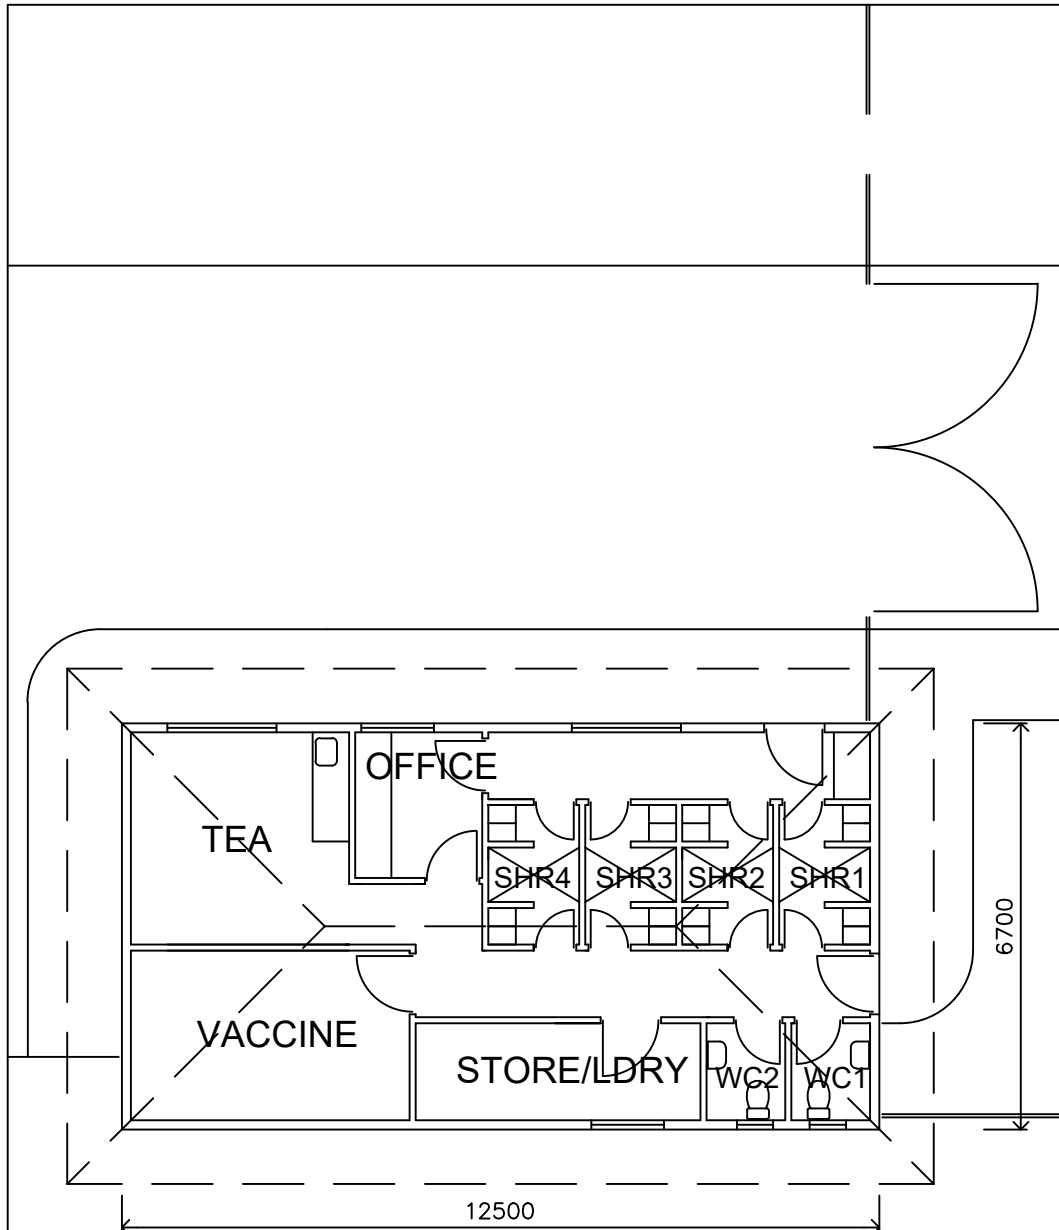 OFFICE
TEA
SHR4
SHR3
SHR2
SHR1
6700
VACCINE
STORE/LDRY
WC2
WC1
12500